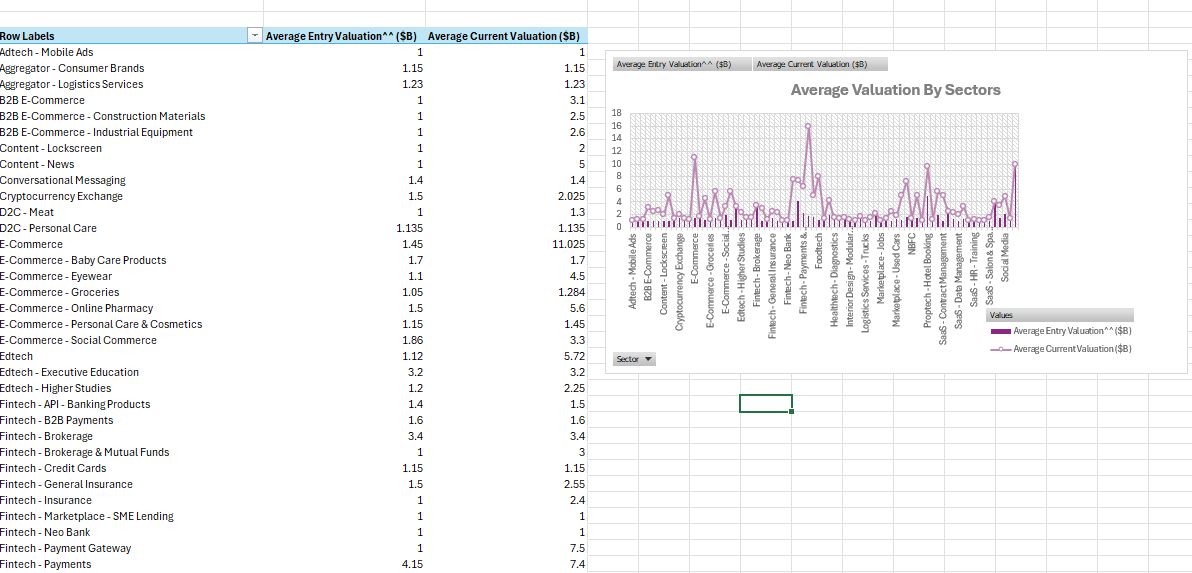 Row Labels Average Entry Valuation^^ ($B) Average Current Valuation ($B)
Adtech - Mobile Ads 1 1
Aggregator - Consumer Brands 1.15 1.15
Aggregator - Logistics Services 1.23 1.23
B2B E-Commerce 1 3.1
B2B E-Commerce - Construction Materials 1 2.5
B2B E-Commerce - Industrial Equipment 1 2.6
Content - Lockscreen 1 2
Content - News 1 5
Conversational Messaging 1.4 1.4
Cryptocurrency Exchange 1.5 2.025
D2C - Meat 1 1.3
D2C - Personal Care 1.135 1.135
E-Commerce 1.45 11.025
E-Commerce - Baby Care Products 1.7 1.7
E-Commerce - Eyewear 1.1 4.5
E-Commerce - Groceries 1.05 1.284
E-Commerce - Online Pharmacy 1.5 5.6
E-Commerce - Personal Care & Cosmetics 1.15 1.45
E-Commerce - Social Commerce 1.86 3.3
Edtech 1.12 5.72
Edtech - Executive Education 3.2 3.2
Edtech - Higher Studies 1.2 2.25
Fintech - API - Banking Products 1.4 1.5
Fintech - B2B Payments 1.6 1.6
Fintech - Brokerage 3.4 3.4
Fintech - Brokerage & Mutual Funds 1 3
Fintech - Credit Cards 1.15 1.15
Fintech - General Insurance 1.5 2.55
Fintech - Insurance 1 2.4
Fintech - Marketplace - SME Lending 1 1
Fintech - Neo Bank 1 1
Fintech - Payment Gateway 1 7.5
Fintech - Payments 4.15 7.4
Average Entry Valuation^^ ($B) Average Current Valuation ($B)
Average Valuation By Sectors
18
16
14
12
10
8
6
4
2
0
Adtech - Mobile Ads
B2B E-Commerce
Content - Lockscreen
Cryptocurrency Exchange
E-Commerce
E-Commerce - Groceries
E-Commerce - Social…
Edtech - Higher Studies
Fintech - Brokerage
Fintech - General Insurance
Fintech - Neo Bank
Fintech - Payments &…
Foodtech
Healthtech - Diagnostics
Interior Design - Modular…
Logistics Services - Trucks
Marketplace - Jobs
Marketplace - Used Cars
NBFC
Proptech - Hotel Booking
SaaS - Contract Management
SaaS - Data Management
SaaS - HR - Training
SaaS - Salon & Spa…
Social Media
Values
Average Entry Valuation^^ ($B)
Average Current Valuation ($B)
Sector